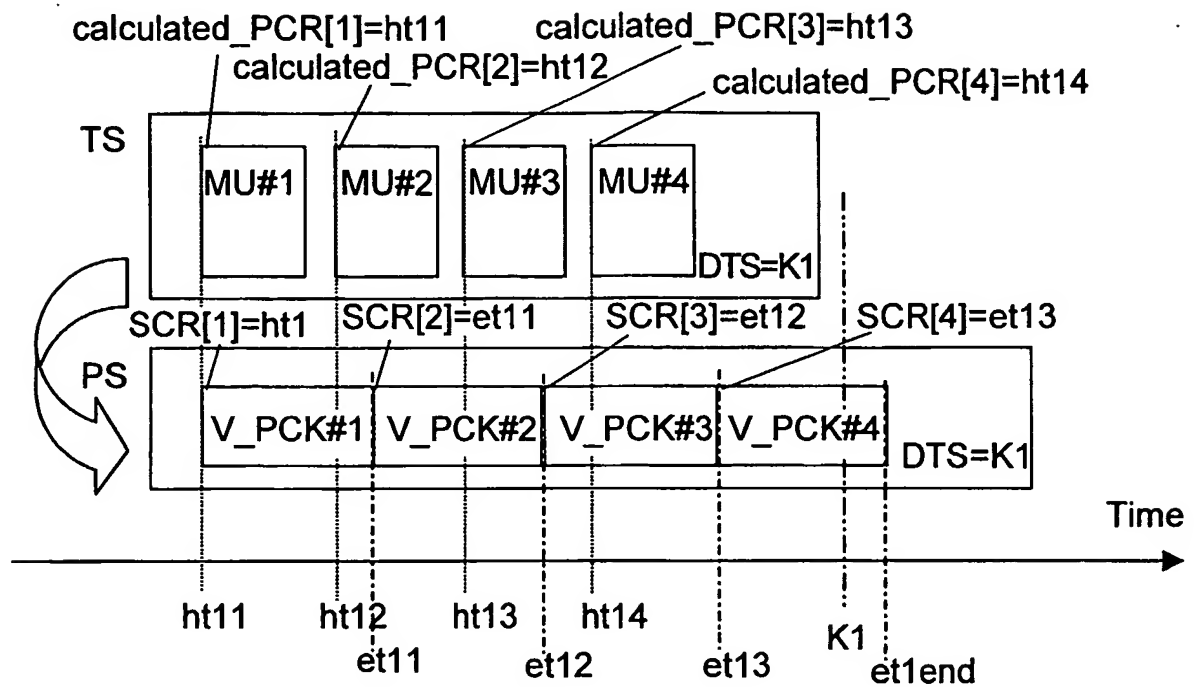 calculated_PCR[1]=ht11
calculated_PCR[3]=ht13
calculated_PCR[2]=ht12
calculated_PCR[4]=ht14
TS
MU#1
MU#2
MU#3
MU#4
DTS=K1
SCR[1]=ht1
SCR[2]=et11
SCR[3]=et12
SCR[4]=et13
PS
V_PCK#1
V_PCK#2
V_PCK#3
V_PCK#4
DTS=K1
Time
ht11
ht12
ht13
ht14
K1
et11
et12
et13
et1end